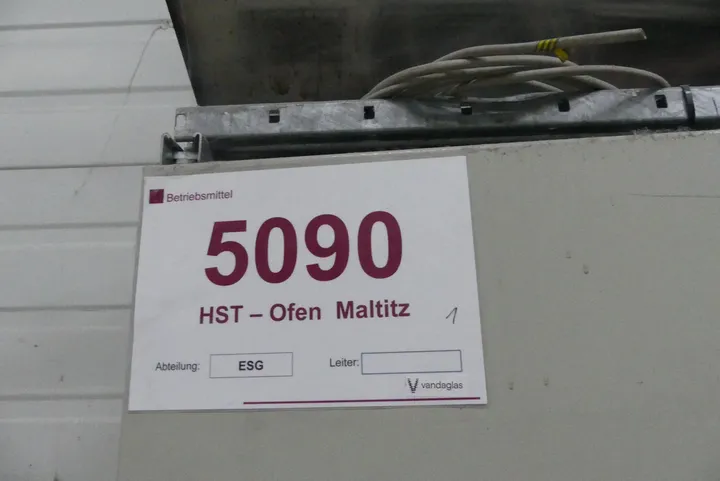 Betriebsmittel
5090
HST – Ofen Maltitz 1
Abteilung: ESG Leiter:
vandaglas